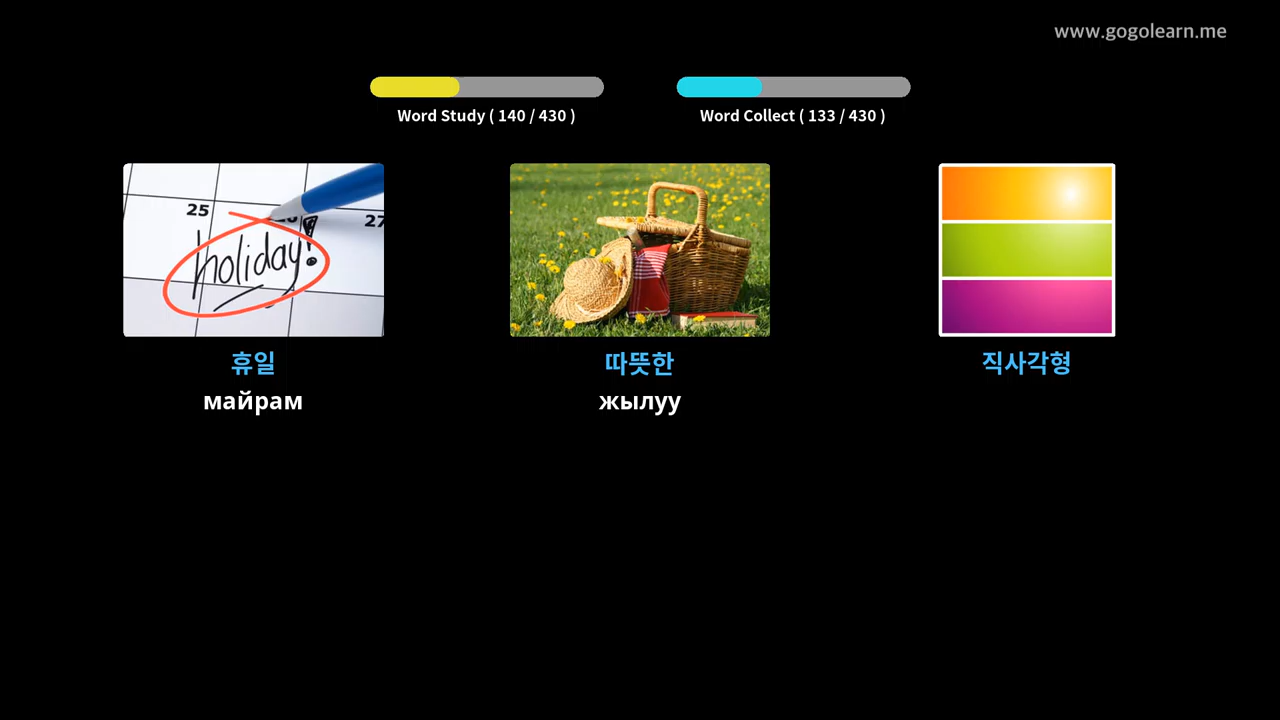 www.gogolearn.me
Word Study ( 140 / 430 )
Word Collect ( 133 / 430 )
25
27
holiday!
휴일
따뜻한
직사각형
майрам
жылуу